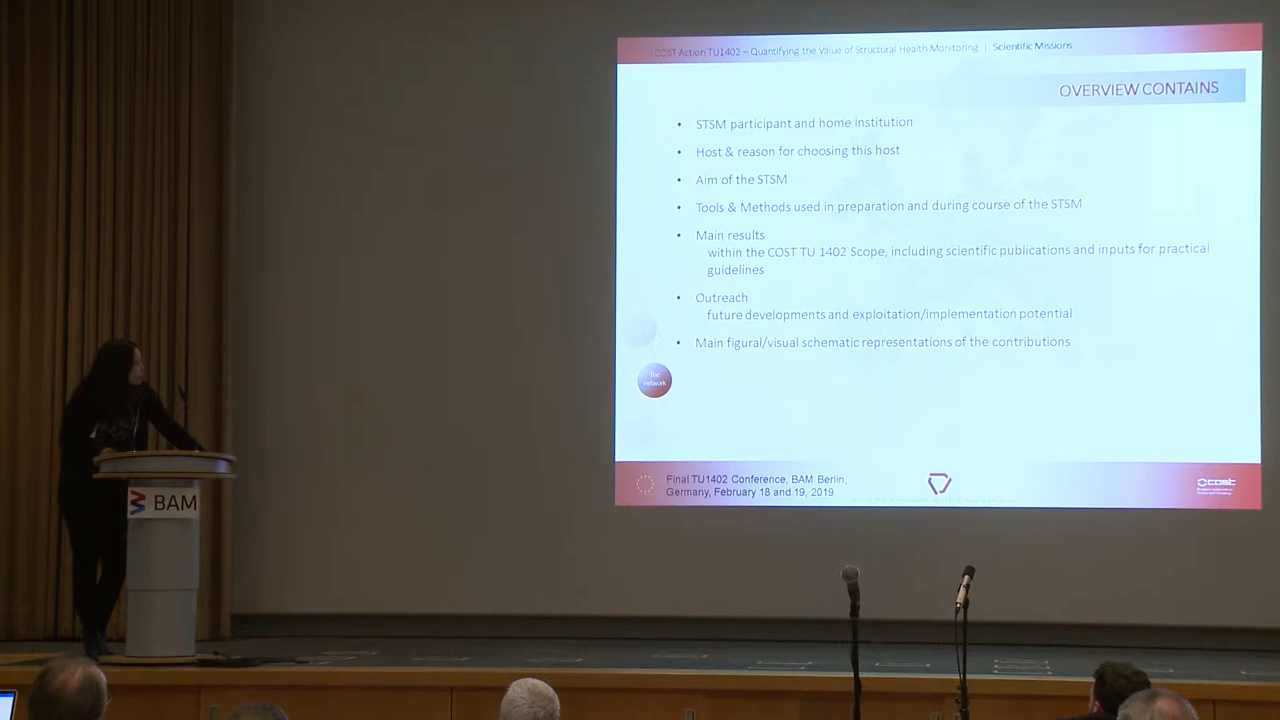 COST Action TU1402 – Quantifying the Value of Structural Health Monitoring | Scientific Missions
OVERVIEW CONTAINS
• STSM participant and home institution
• Host & reason for choosing this host
• Aim of the STSM
• Tools & Methods used in preparation and during course of the STSM
• Main results
within the COST TU 1402 Scope, including scientific publications and inputs for practical
guidelines
• Outreach
future developments and exploitation/implementation potential
• Main figural/visual schematic representations of the contributions
The
Network
Final TU1402 Conference, BAM Berlin,
Germany, February 18 and 19, 2019
cost
BAM